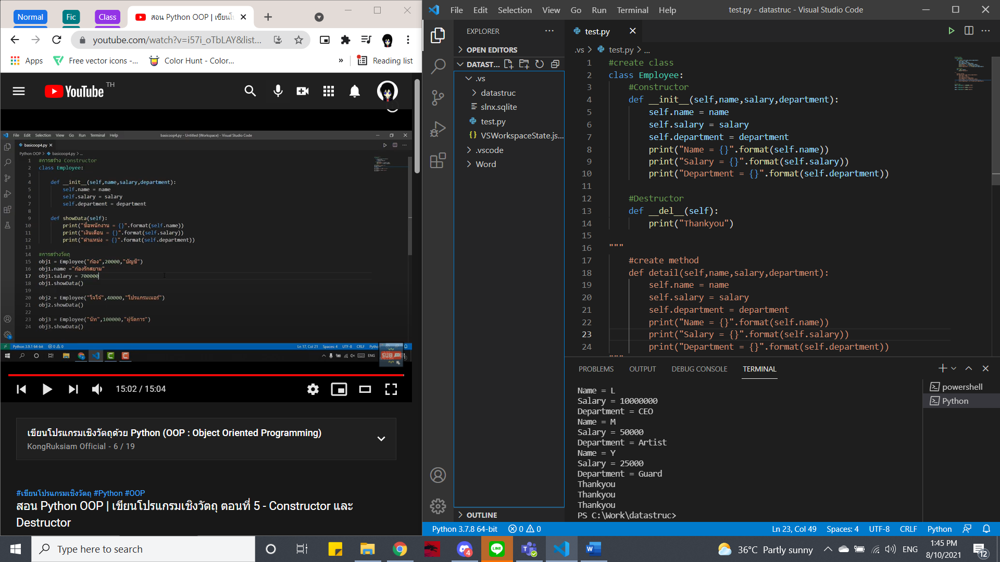 Normal
Fic
Class
สอน Python OOP | เขียนโ
youtube.com/watch?v=i57i_oTbLAY&list...
Apps
Free vector icons -...
Color Hunt - Color...
»
Reading list
YouTube TH
File Edit Selection View Go Run Terminal Help
basicoop4.py - Untitled (Workspace) - Visual Studio Code
basicoop4.py
Python OOP > basicoop4.py > ...
1 #การสร้าง Constructor
2 class Employee:
3
4 def __init__(self,name,salary,department):
5 self.name = name
6 self.salary = salary
7 self.department = department
8
9 def showData(self):
10 print("ชื่อพนักงาน = {}".format(self.name))
11 print("เงินเดือน = {}".format(self.salary))
12 print("ตำแหน่ง = {}".format(self.department))
13
14 #การสร้างวัตถุ
15 obj1 = Employee("ก้อง",20000,"บัญชี")
16 obj1.name ="ก้องรักสยาม"
17 obj1.salary = 700000
18 obj1.showData()
19
20 obj2 = Employee("โจโจ้",40000,"โปรแกรมเมอร์")
21 obj2.showData()
22
23 obj3 = Employee("นัท",100000,"ผู้จัดการ")
24 obj3.showData()
Python 3.9.1 64-bit 0 0
Ln 17, Col 21 Spaces: 4 UTF-8 CRLF Pytho
ENG
SUB
15:02 / 15:04
เขียนโปรแกรมเชิงวัตถุด้วย Python (OOP : Object Oriented Programming)
KongRuksiam Official - 6 / 19
#เขียนโปรแกรมเชิงวัตถุ #Python #OOP
สอน Python OOP | เขียนโปรแกรมเชิงวัตถุ ตอนที่ 5 - Constructor และ
Destructor
File Edit Selection View Go Run Terminal Help
test.py - datastruc - Visual Studio Code
EXPLORER
OPEN EDITORS
DATAST...
.vs
datastruc
slnx.sqlite
test.py
VSWorkspaceState.js...
.vscode
Word
OUTLINE
test.py
.vs > test.py > ...
1 #create class
2 class Employee:
3 #Constructor
4 def __init__(self,name,salary,department):
5 self.name = name
6 self.salary = salary
7 self.department = department
8 print("Name = {}".format(self.name))
9 print("Salary = {}".format(self.salary))
10 print("Department = {}".format(self.department))
11
12 #Destructor
13 def __del__(self):
14 print("Thankyou")
15
16 """
17 #create method
18 def detail(self,name,salary,department):
19 self.name = name
20 self.salary = salary
21 self.department = department
22 print("Name = {}".format(self.name))
23 print("Salary = {}".format(self.salary))
24 print("Department = {}".format(self.department))
"""
PROBLEMS OUTPUT DEBUG CONSOLE TERMINAL
powershell
Python
Name = L
Salary = 10000000
Department = CEO
Name = M
Salary = 50000
Department = Artist
Name = Y
Salary = 25000
Department = Guard
Thankyou
Thankyou
Thankyou
PS C:\Work\datastruc>
Python 3.7.8 64-bit 0 0
Ln 23, Col 49 Spaces: 4 UTF-8 CRLF Python
Type here to search
4
LINE
36°C Partly sunny
ENG
1:45 PM
8/10/2021
12